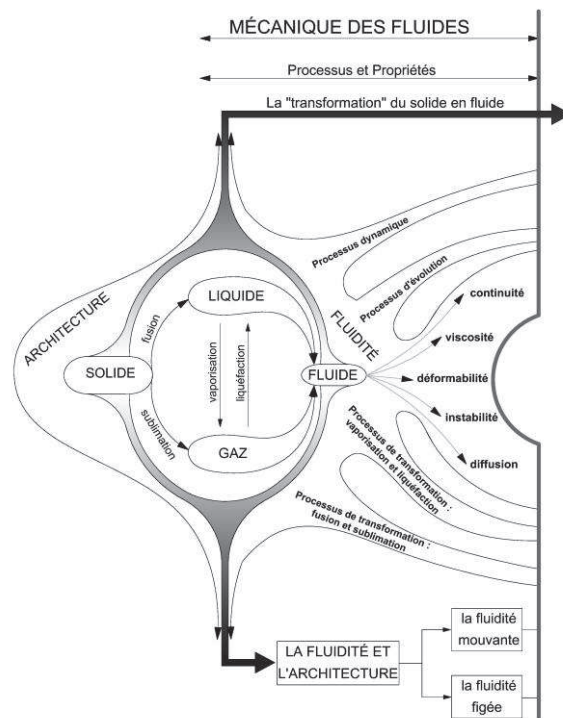 MÉCANIQUE DES FLUIDES
Processus et Propriétés
La "transformation" du solide en fluide
Processus dynamique
Processus d'évolution
ARCHITECTURE
FLUIDITÉ
fusion
LIQUIDE
vaporisation
liquéfaction
SOLIDE
FLUIDE
sublimation
GAZ
continuité
viscosité
déformabilité
instabilité
diffusion
Processus de transformation :
vaporisation et liquéfaction
Processus de transformation :
fusion et sublimation
LA FLUIDITÉ ET
L'ARCHITECTURE
la fluidité
mouvante
la fluidité
figée